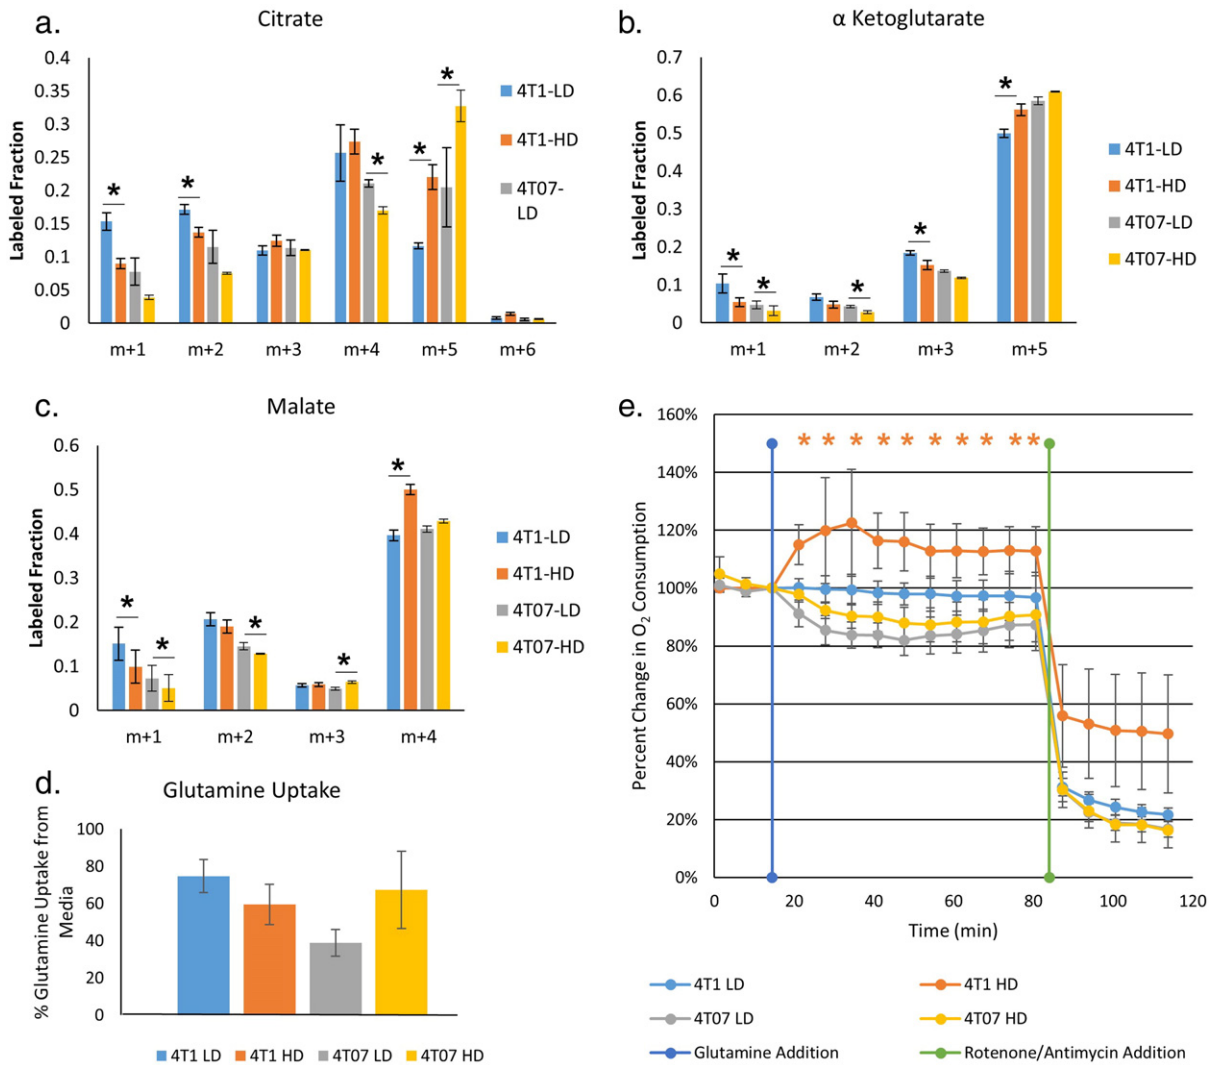 a.
Citrate
Labeled Fraction
0.4
0.35
0.3
0.25
0.2
0.15
0.1
0.05
0
* * * * *
m+1 m+2 m+3 m+4 m+5 m+6
4T1-LD
4T1-HD
4T07-
LD
b.
α Ketoglutarate
Labeled Fraction
0.7
0.6
0.5
0.4
0.3
0.2
0.1
0
* * * * *
m+1 m+2 m+3 m+5
4T1-LD
4T1-HD
4T07-LD
4T07-HD
c.
Malate
Labeled Fraction
0.6
0.5
0.4
0.3
0.2
0.1
0
* * * * *
m+1 m+2 m+3 m+4
4T1-LD
4T1-HD
4T07-LD
4T07-HD
d.
Glutamine Uptake
% Glutamine Uptake from
Media
100
80
60
40
20
0
4T1 LD 4T1 HD 4T07 LD 4T07 HD
e.
Percent Change in O2 Consumption
160%
140%
120%
100%
80%
60%
40%
20%
0%
* * * * * * * * * *
0 20 40 60 80 100 120
Time (min)
4T1 LD 4T1 HD
4T07 LD 4T07 HD
Glutamine Addition Rotenone/Antimycin Addition